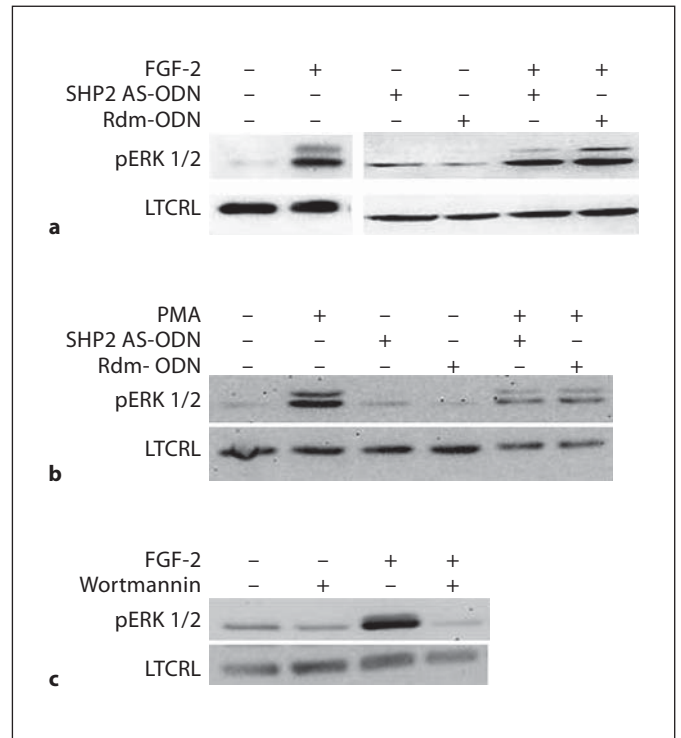 FGF-2 – + – – + +
SHP2 AS-ODN – – + – + –
Rdm-ODN – – – + – +
pERK 1/2
LTCRL
a
PMA – + – – + +
SHP2 AS-ODN – – + – + –
Rdm- ODN – – – + – +
pERK 1/2
LTCRL
b
FGF-2 – – + +
Wortmannin – + – +
pERK 1/2
LTCRL
c